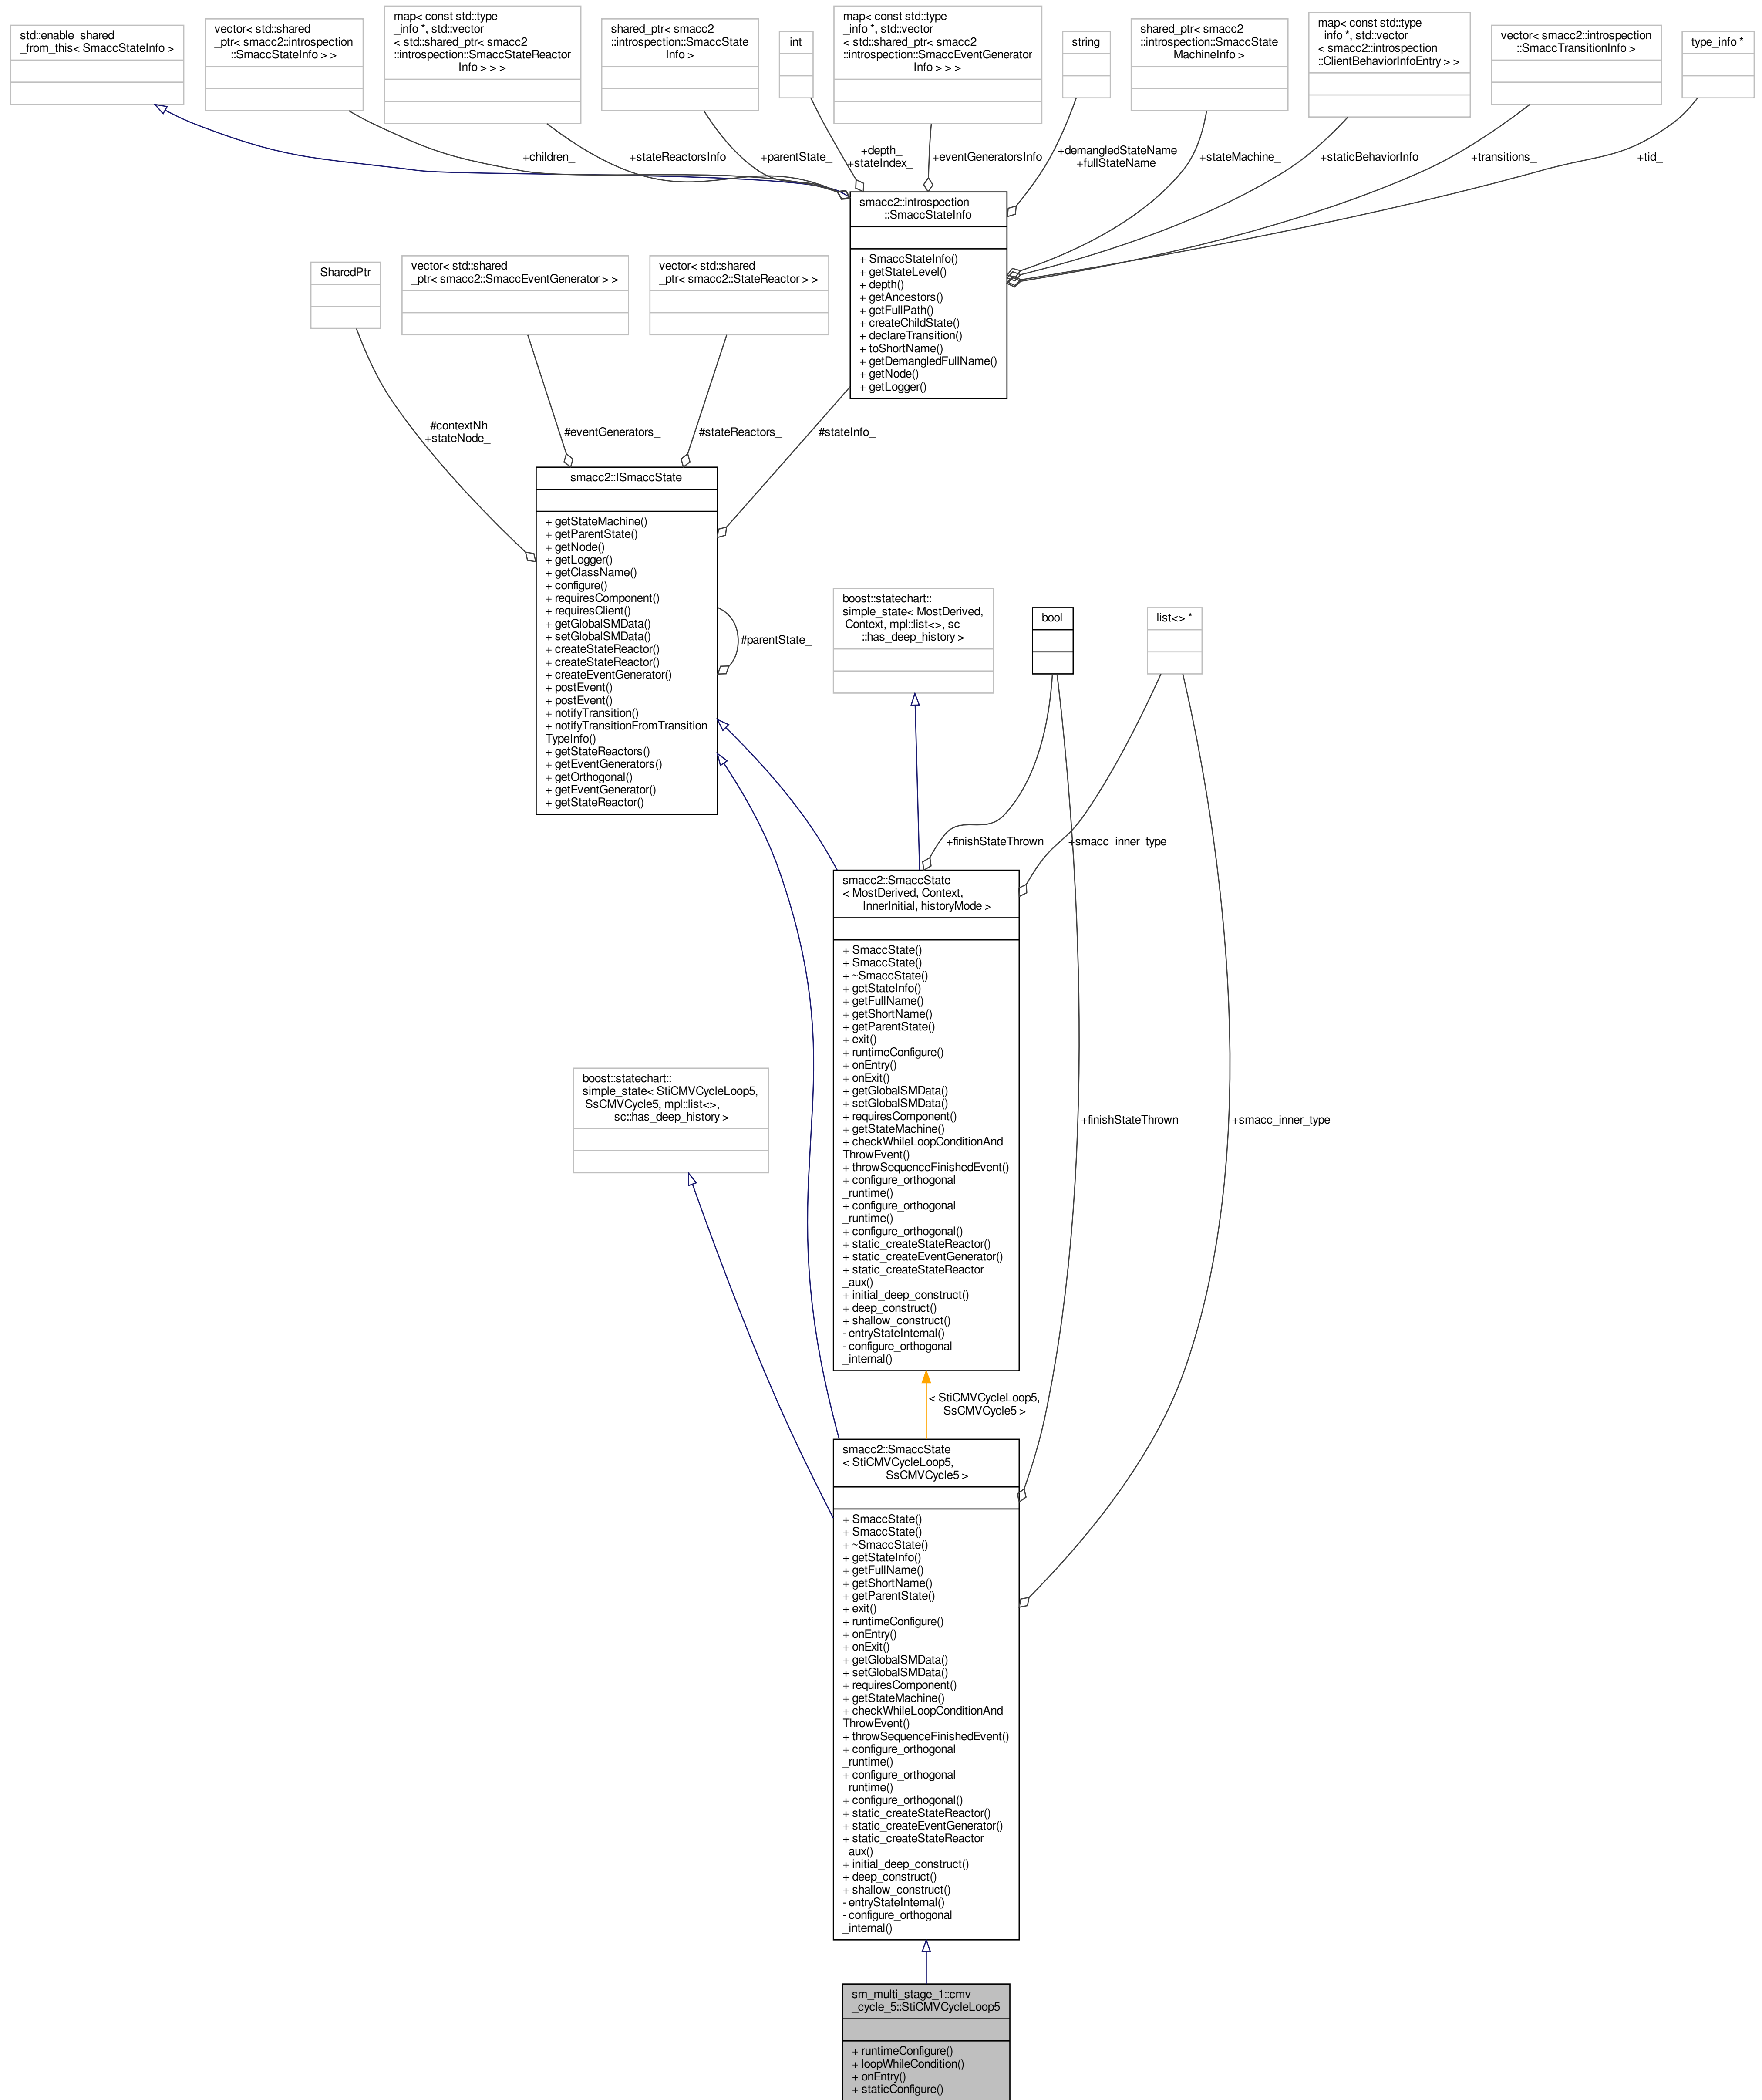 std::enable_shared
_from_this< SmaccStateInfo >
vector< std::shared
_ptr< smacc2::introspection
::SmaccStateInfo > >
map< const std::type
_info *, std::vector
< std::shared_ptr< smacc2
::introspection::SmaccStateReactor
Info > > >
shared_ptr< smacc2
::introspection::SmaccState
Info >
int
map< const std::type
_info *, std::vector
< std::shared_ptr< smacc2
::introspection::SmaccEventGenerator
Info > > >
string
shared_ptr< smacc2
::introspection::SmaccState
MachineInfo >
map< const std::type
_info *, std::vector
< smacc2::introspection
::ClientBehaviorInfoEntry > >
vector< smacc2::introspection
::SmaccTransitionInfo >
type_info *
+children_
+stateReactorsInfo
+parentState_
+depth_
+stateIndex_
+eventGeneratorsInfo
+demangledStateName
+fullStateName
+stateMachine_
+staticBehaviorInfo
+transitions_
+tid_
smacc2::introspection
::SmaccStateInfo
+ SmaccStateInfo()
+ getStateLevel()
+ depth()
+ getAncestors()
+ getFullPath()
+ createChildState()
+ declareTransition()
+ toShortName()
+ getDemangledFullName()
+ getNode()
+ getLogger()
SharedPtr
vector< std::shared
_ptr< smacc2::SmaccEventGenerator > >
vector< std::shared
_ptr< smacc2::StateReactor > >
#contextNh
+stateNode_
#eventGenerators_
#stateReactors_
#stateInfo_
smacc2::ISmaccState
+ getStateMachine()
+ getParentState()
+ getNode()
+ getLogger()
+ getClassName()
+ configure()
+ requiresComponent()
+ requiresClient()
+ getGlobalSMData()
+ setGlobalSMData()
+ createStateReactor()
+ createStateReactor()
+ createEventGenerator()
+ postEvent()
+ postEvent()
+ notifyTransition()
+ notifyTransitionFromTransition
TypeInfo()
+ getStateReactors()
+ getEventGenerators()
+ getOrthogonal()
+ getEventGenerator()
+ getStateReactor()
#parentState_
boost::statechart::
simple_state< MostDerived,
Context, mpl::list<>, sc
::has_deep_history >
bool
list<> *
+finishStateThrown
+smacc_inner_type
smacc2::SmaccState
< MostDerived, Context,
InnerInitial, historyMode >
+ SmaccState()
+ SmaccState()
+ ~SmaccState()
+ getStateInfo()
+ getFullName()
+ getShortName()
+ getParentState()
+ exit()
+ runtimeConfigure()
+ onEntry()
+ onExit()
+ getGlobalSMData()
+ setGlobalSMData()
+ requiresComponent()
+ getStateMachine()
+ checkWhileLoopConditionAnd
ThrowEvent()
+ throwSequenceFinishedEvent()
+ configure_orthogonal
_runtime()
+ configure_orthogonal
_runtime()
+ configure_orthogonal()
+ static_createStateReactor()
+ static_createEventGenerator()
+ static_createStateReactor
_aux()
+ initial_deep_construct()
+ deep_construct()
+ shallow_construct()
- entryStateInternal()
- configure_orthogonal
_internal()
boost::statechart::
simple_state< StiCMVCycleLoop5,
SsCMVCycle5, mpl::list<>,
sc::has_deep_history >
+finishStateThrown
+smacc_inner_type
< StiCMVCycleLoop5,
SsCMVCycle5 >
smacc2::SmaccState
< StiCMVCycleLoop5,
SsCMVCycle5 >
+ SmaccState()
+ SmaccState()
+ ~SmaccState()
+ getStateInfo()
+ getFullName()
+ getShortName()
+ getParentState()
+ exit()
+ runtimeConfigure()
+ onEntry()
+ onExit()
+ getGlobalSMData()
+ setGlobalSMData()
+ requiresComponent()
+ getStateMachine()
+ checkWhileLoopConditionAnd
ThrowEvent()
+ throwSequenceFinishedEvent()
+ configure_orthogonal
_runtime()
+ configure_orthogonal
_runtime()
+ configure_orthogonal()
+ static_createStateReactor()
+ static_createEventGenerator()
+ static_createStateReactor
_aux()
+ initial_deep_construct()
+ deep_construct()
+ shallow_construct()
- entryStateInternal()
- configure_orthogonal
_internal()
sm_multi_stage_1::cmv
_cycle_5::StiCMVCycleLoop5
+ runtimeConfigure()
+ loopWhileCondition()
+ onEntry()
+ staticConfigure()